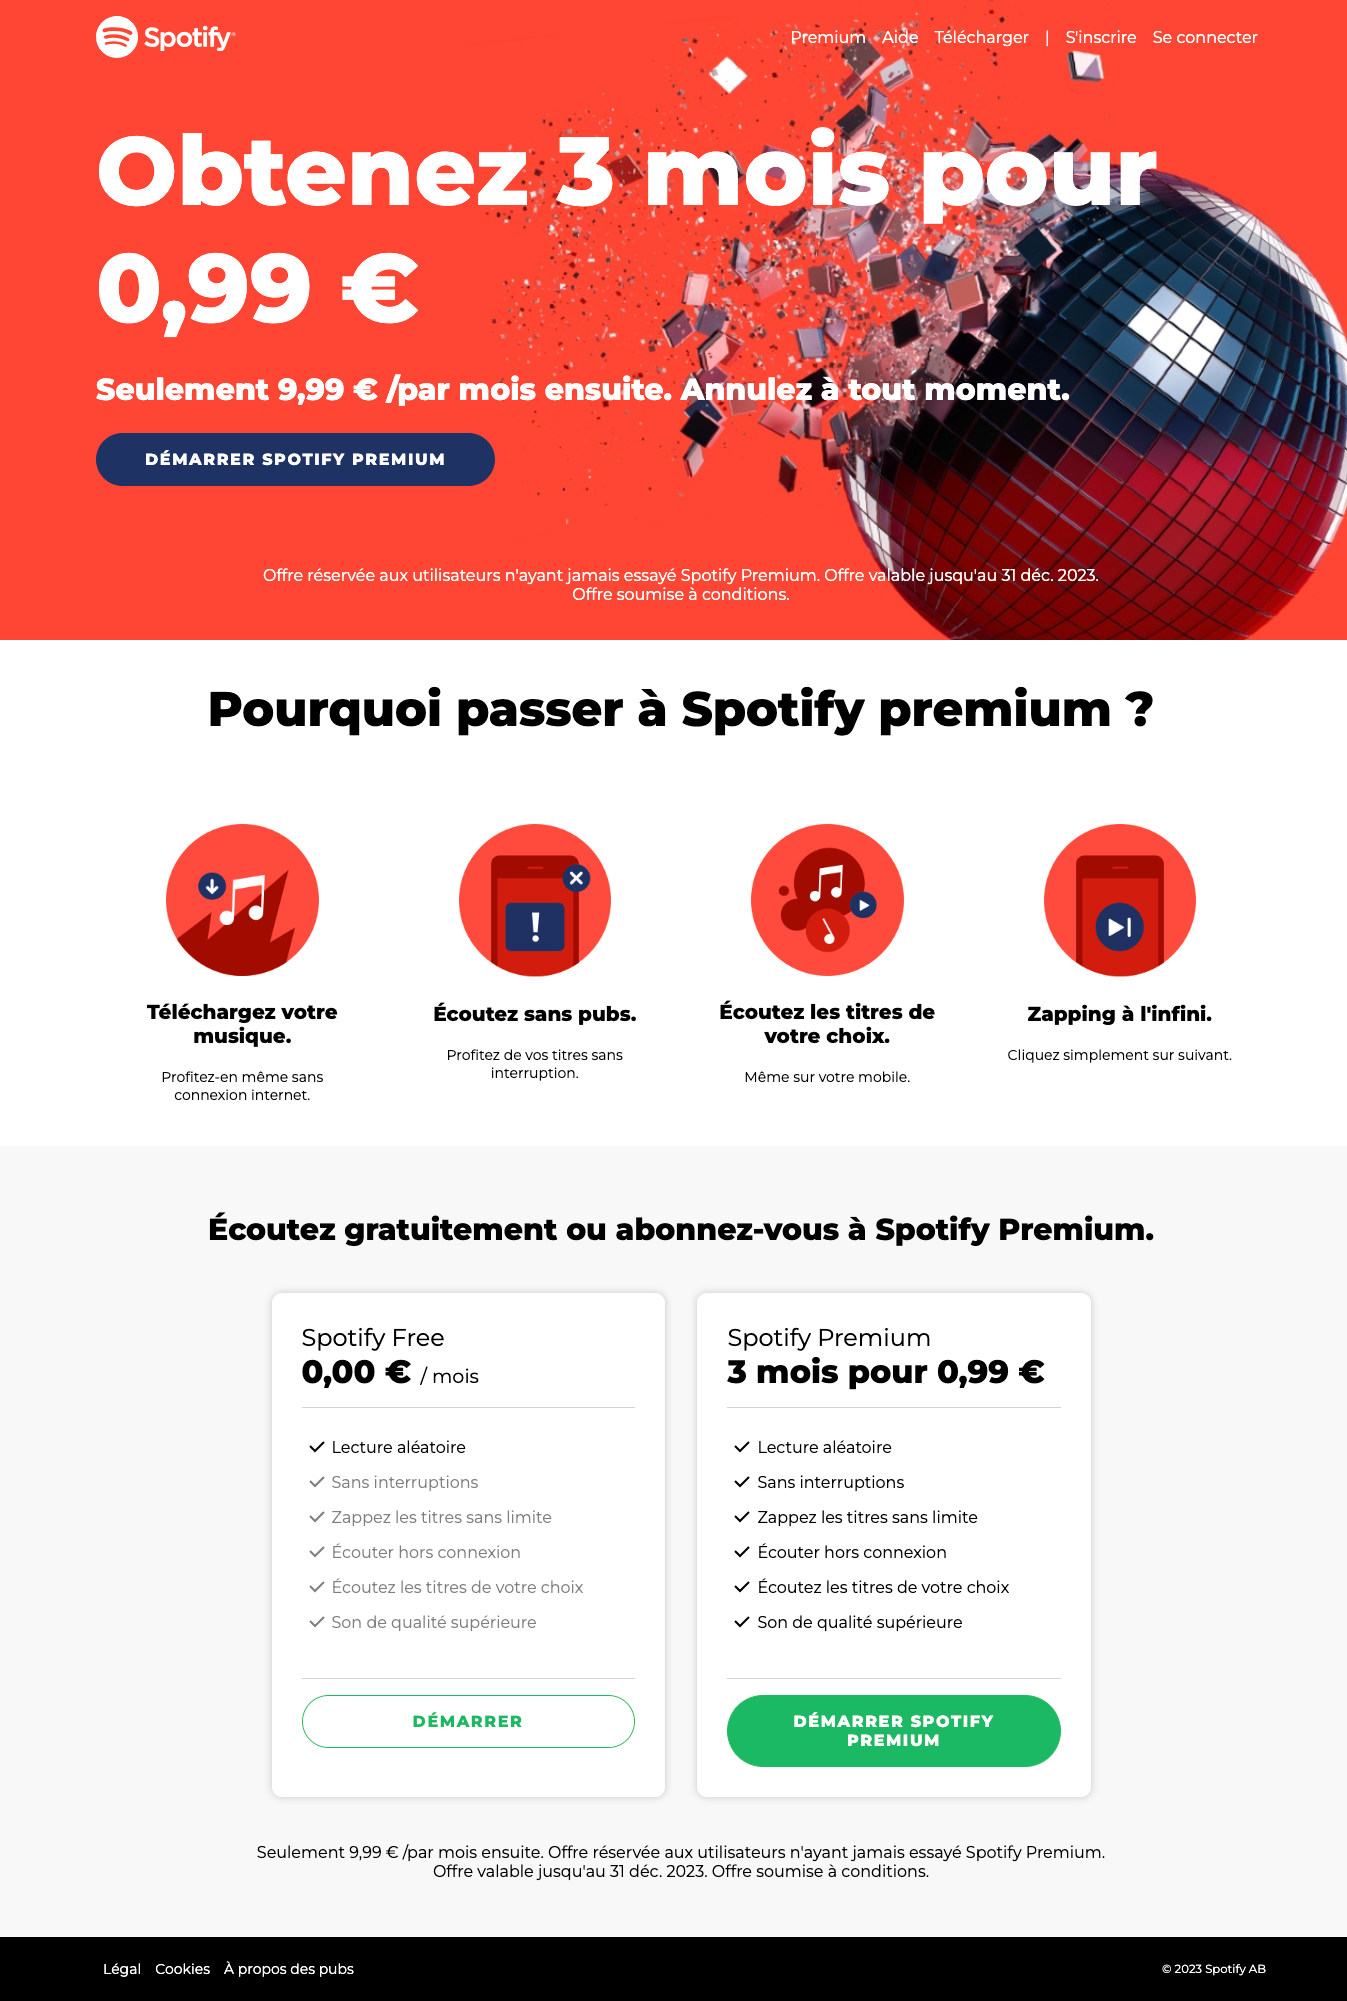 Spotify
Premium Aide Télécharger | S'inscrire Se connecter
Obtenez 3 mois pour
0,99 €
Seulement 9,99 € /par mois ensuite. Annulez à tout moment.
DÉMARRER SPOTIFY PREMIUM
Offre réservée aux utilisateurs n'ayant jamais essayé Spotify Premium. Offre valable jusqu'au 31 déc. 2023.
Offre soumise à conditions.
Pourquoi passer à Spotify premium ?
Téléchargez votre
musique.
Profitez-en même sans
connexion internet.
Écoutez sans pubs.
Profitez de vos titres sans
interruption.
Écoutez les titres de
votre choix.
Même sur votre mobile.
Zapping à l'infini.
Cliquez simplement sur suivant.
Écoutez gratuitement ou abonnez-vous à Spotify Premium.
Spotify Free
0,00 € / mois
Lecture aléatoire
Sans interruptions
Zappez les titres sans limite
Écouter hors connexion
Écoutez les titres de votre choix
Son de qualité supérieure
DÉMARRER
Spotify Premium
3 mois pour 0,99 €
Lecture aléatoire
Sans interruptions
Zappez les titres sans limite
Écouter hors connexion
Écoutez les titres de votre choix
Son de qualité supérieure
DÉMARRER SPOTIFY
PREMIUM
Seulement 9,99 € /par mois ensuite. Offre réservée aux utilisateurs n'ayant jamais essayé Spotify Premium.
Offre valable jusqu'au 31 déc. 2023. Offre soumise à conditions.
Légal Cookies À propos des pubs
© 2023 Spotify AB